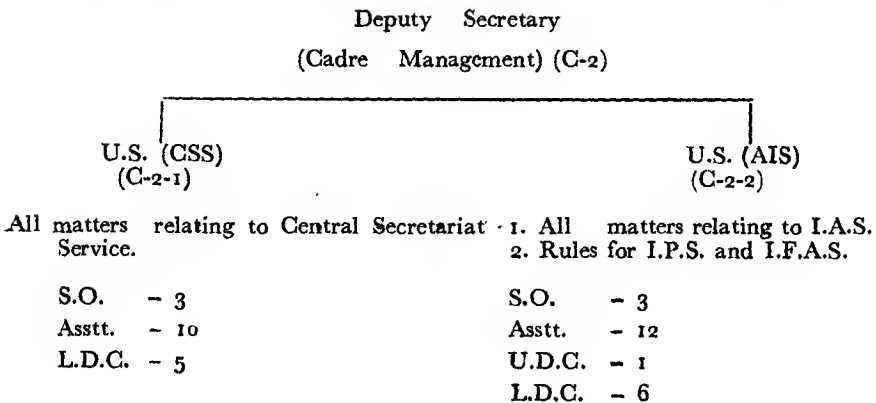 Deputy Secretary
(Cadre Management) (C-2)
U.S. (CSS)
(C-2-1)
All matters relating to Central Secretariat
Service.
S.O. - 3
Asstt. - 10
L.D.C. - 5
U.S. (AIS)
(C-2-2)
1. All matters relating to I.A.S.
2. Rules for I.P.S. and I.F.A.S.
S.O. - 3
Asstt. - 12
U.D.C. - 1
L.D.C. - 6